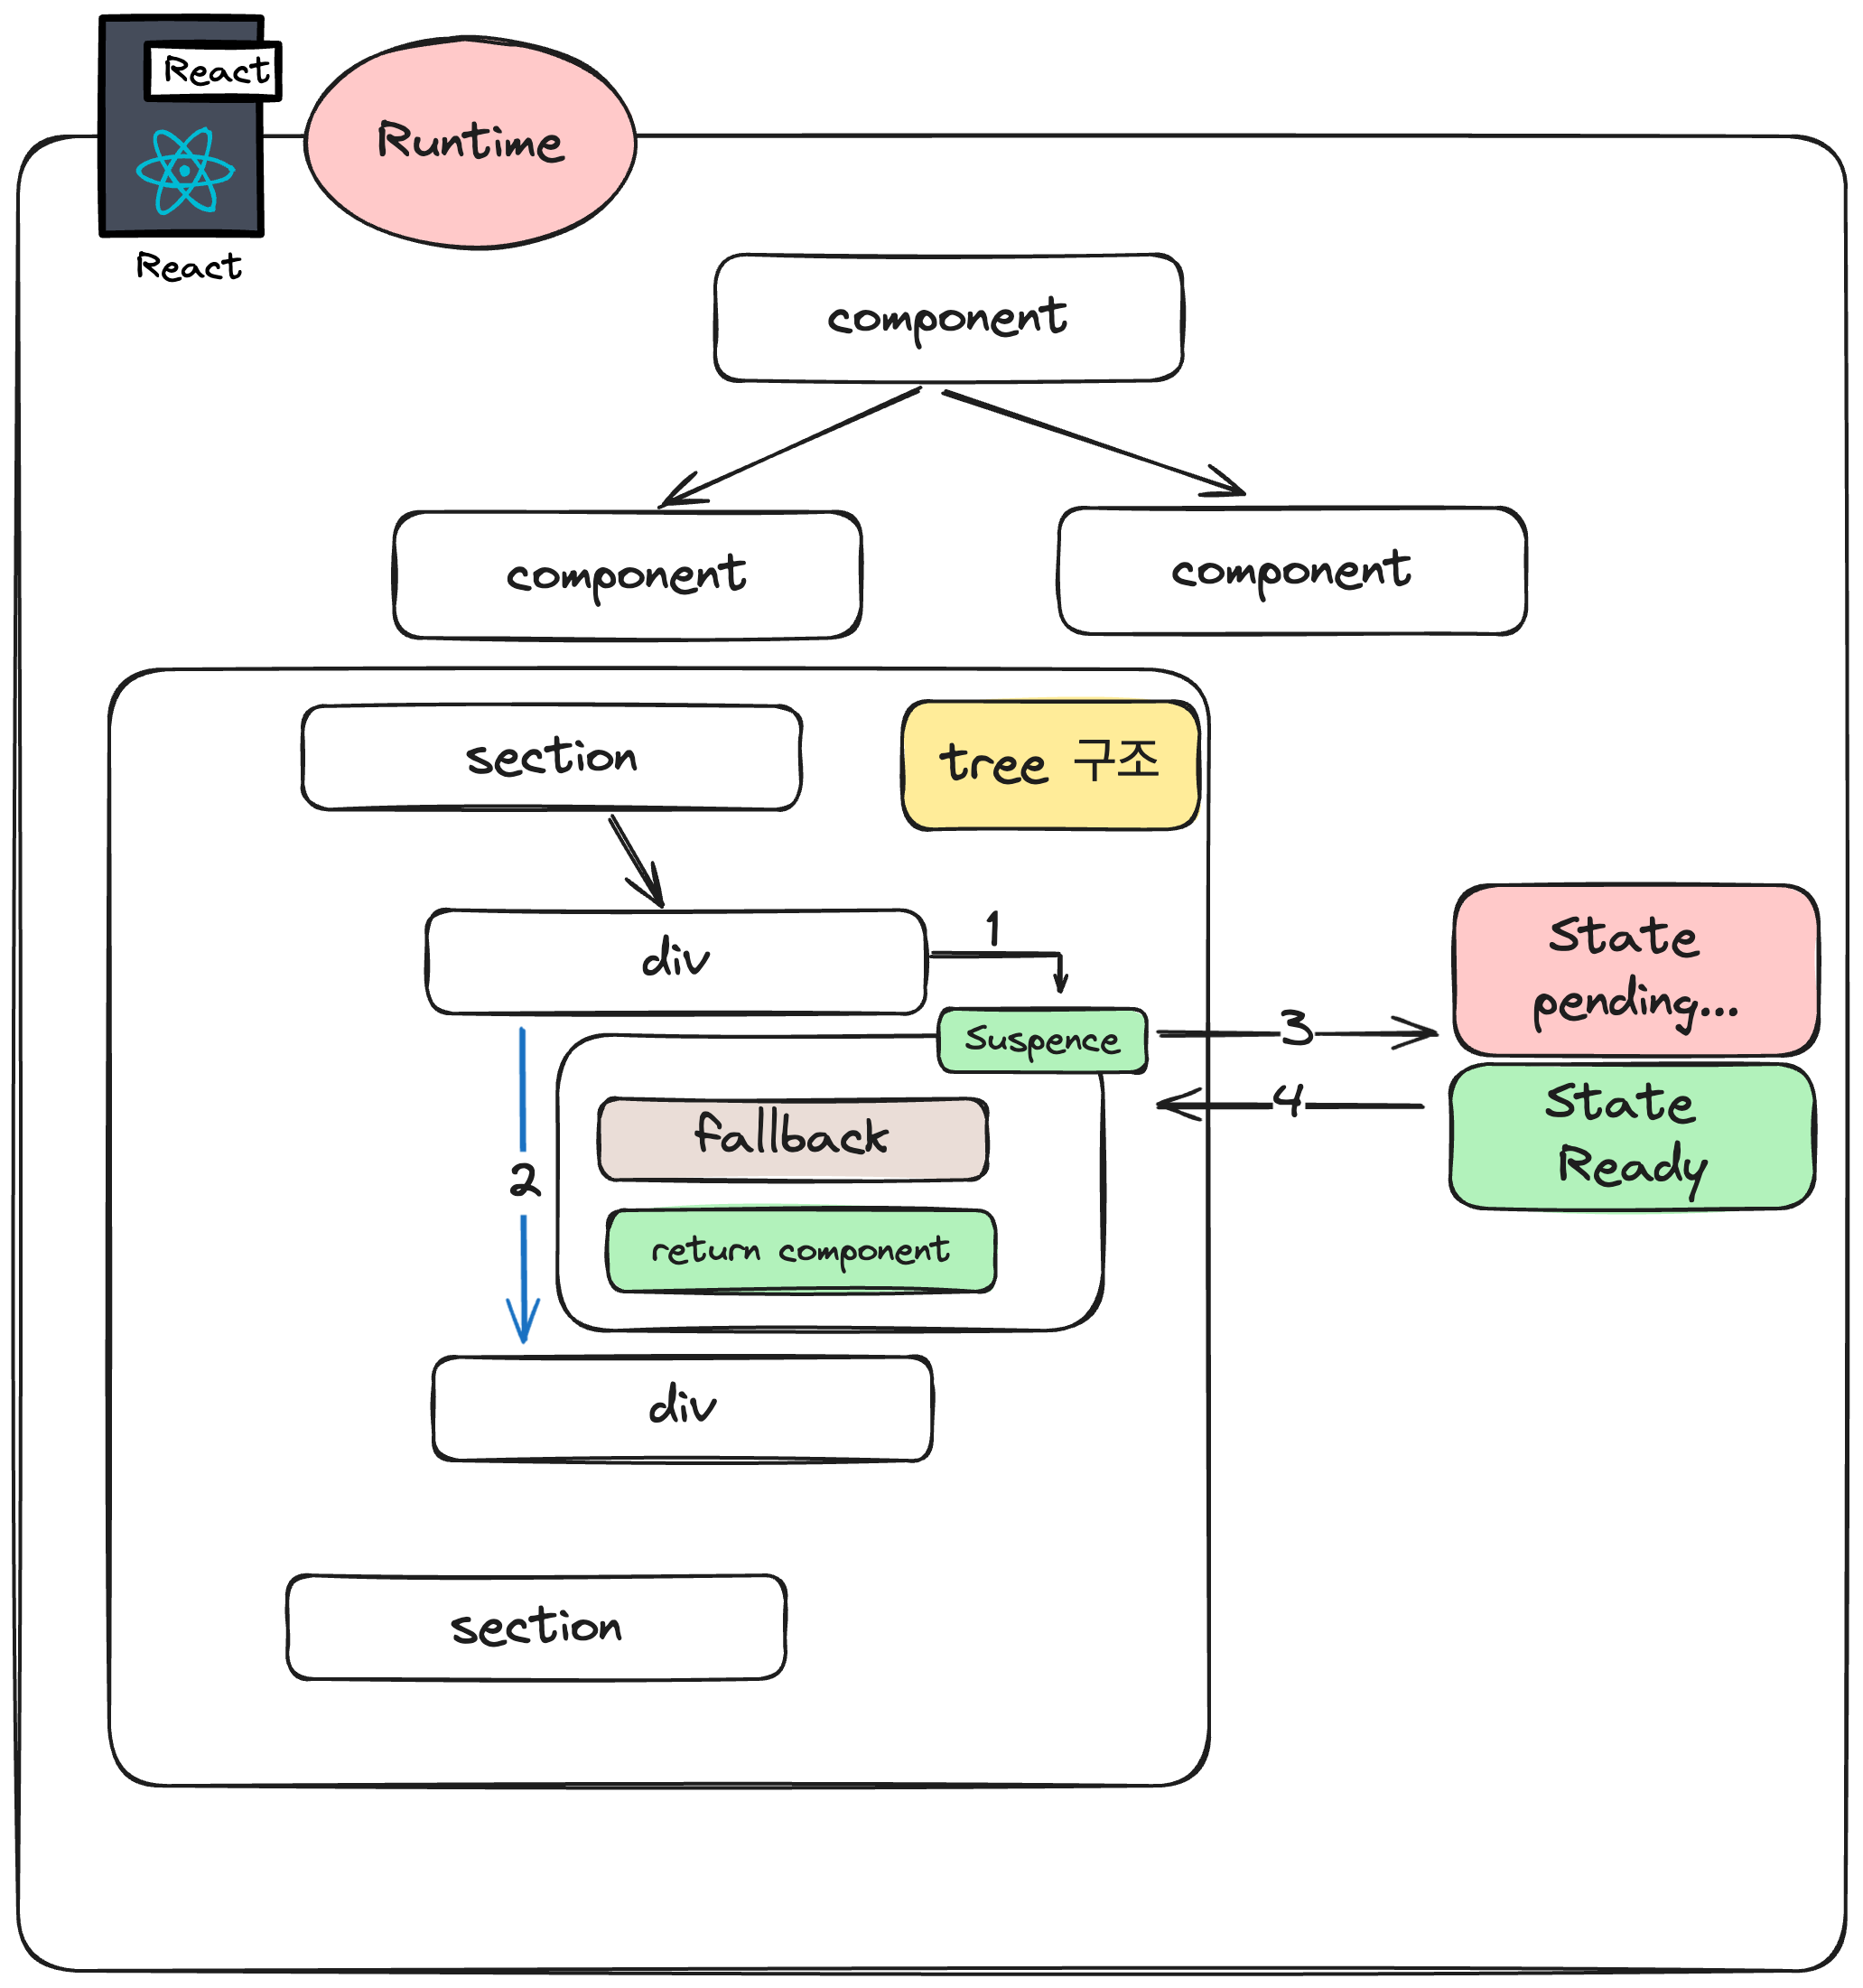 React
React
Runtime
component
component
component
section
tree 구조
div
1
State
pending...
Suspence
3
4
State
Ready
fallback
2
return component
div
section